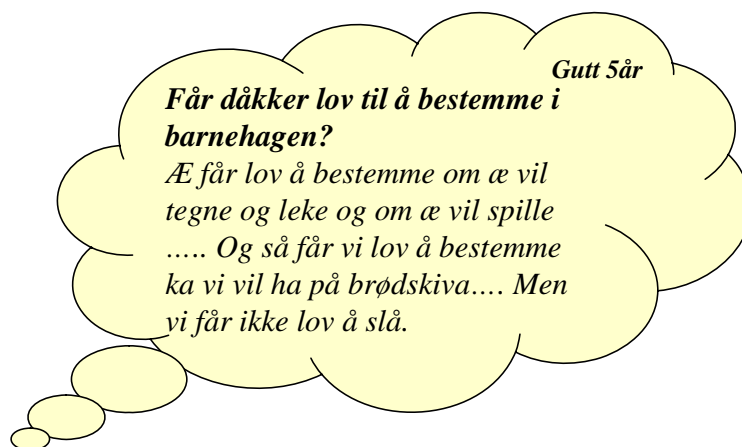 Gutt 5år
Får dåkker lov til å bestemme i
barnehagen?
Æ får lov å bestemme om æ vil
tegne og leke og om æ vil spille
….. Og så får vi lov å bestemme
ka vi vil ha på brødskiva…. Men
vi får ikke lov å slå.